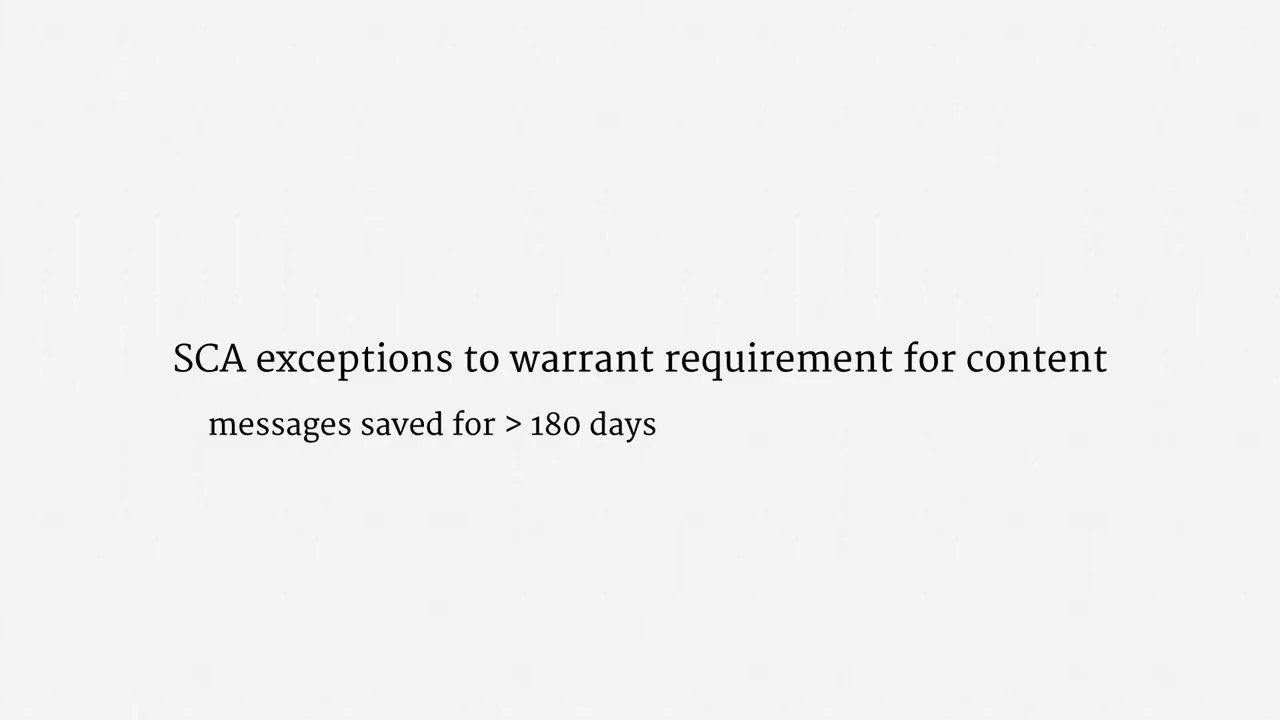 SCA exceptions to warrant requirement for content
messages saved for > 180 days